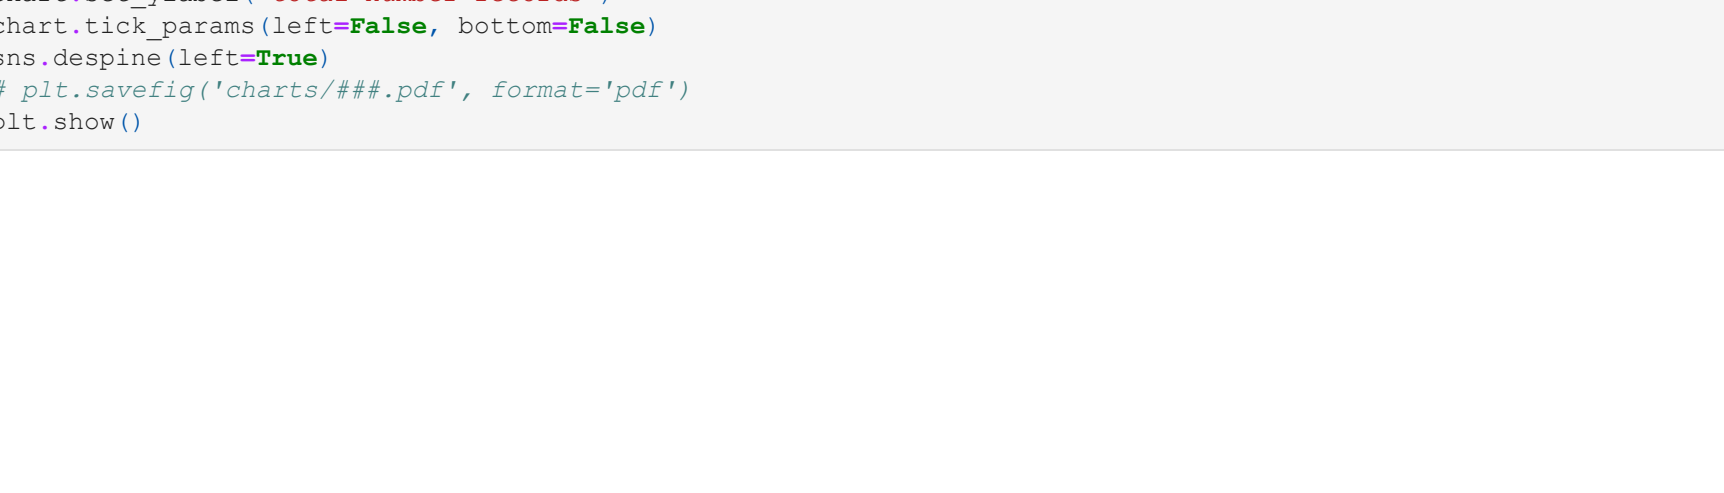 chart.tick_params(left=False, bottom=False)
sns.despine(left=True)
# plt.savefig('charts/###.pdf', format='pdf')
plt.show()